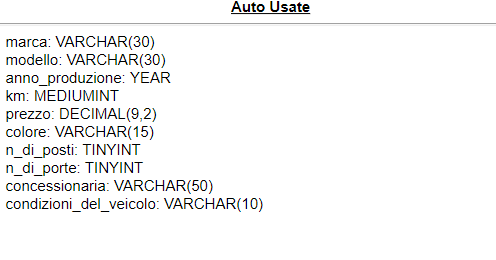 Auto Usate
marca: VARCHAR(30)
modello: VARCHAR(30)
anno_produzione: YEAR
km: MEDIUMINT
prezzo: DECIMAL(9,2)
colore: VARCHAR(15)
n_di_posti: TINYINT
n_di_porte: TINYINT
concessionaria: VARCHAR(50)
condizioni_del_veicolo: VARCHAR(10)